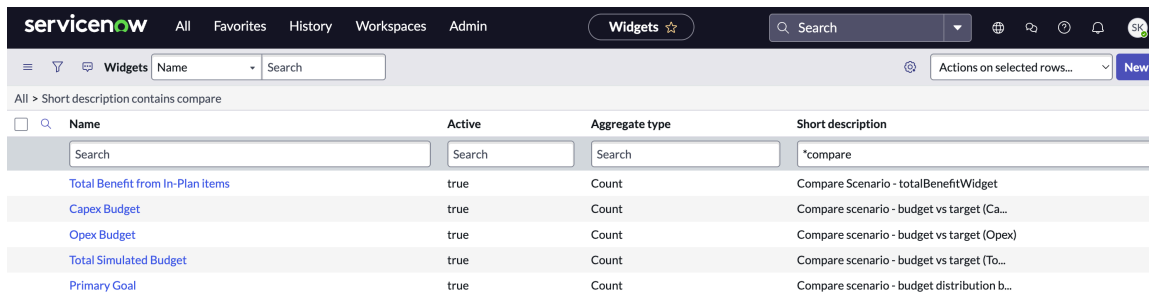 servicenow All Favorites History Workspaces Admin Widgets Search SK
Widgets Name Search Actions on selected rows... New
All > Short description contains compare
Name Active Aggregate type Short description
Search Search Search *compare
Total Benefit from In-Plan items true Count Compare Scenario - totalBenefitWidget
Capex Budget true Count Compare scenario - budget vs target (Ca...
Opex Budget true Count Compare scenario - budget vs target (Opex)
Total Simulated Budget true Count Compare scenario - budget vs target (To...
Primary Goal true Count Compare scenario - budget distribution b...